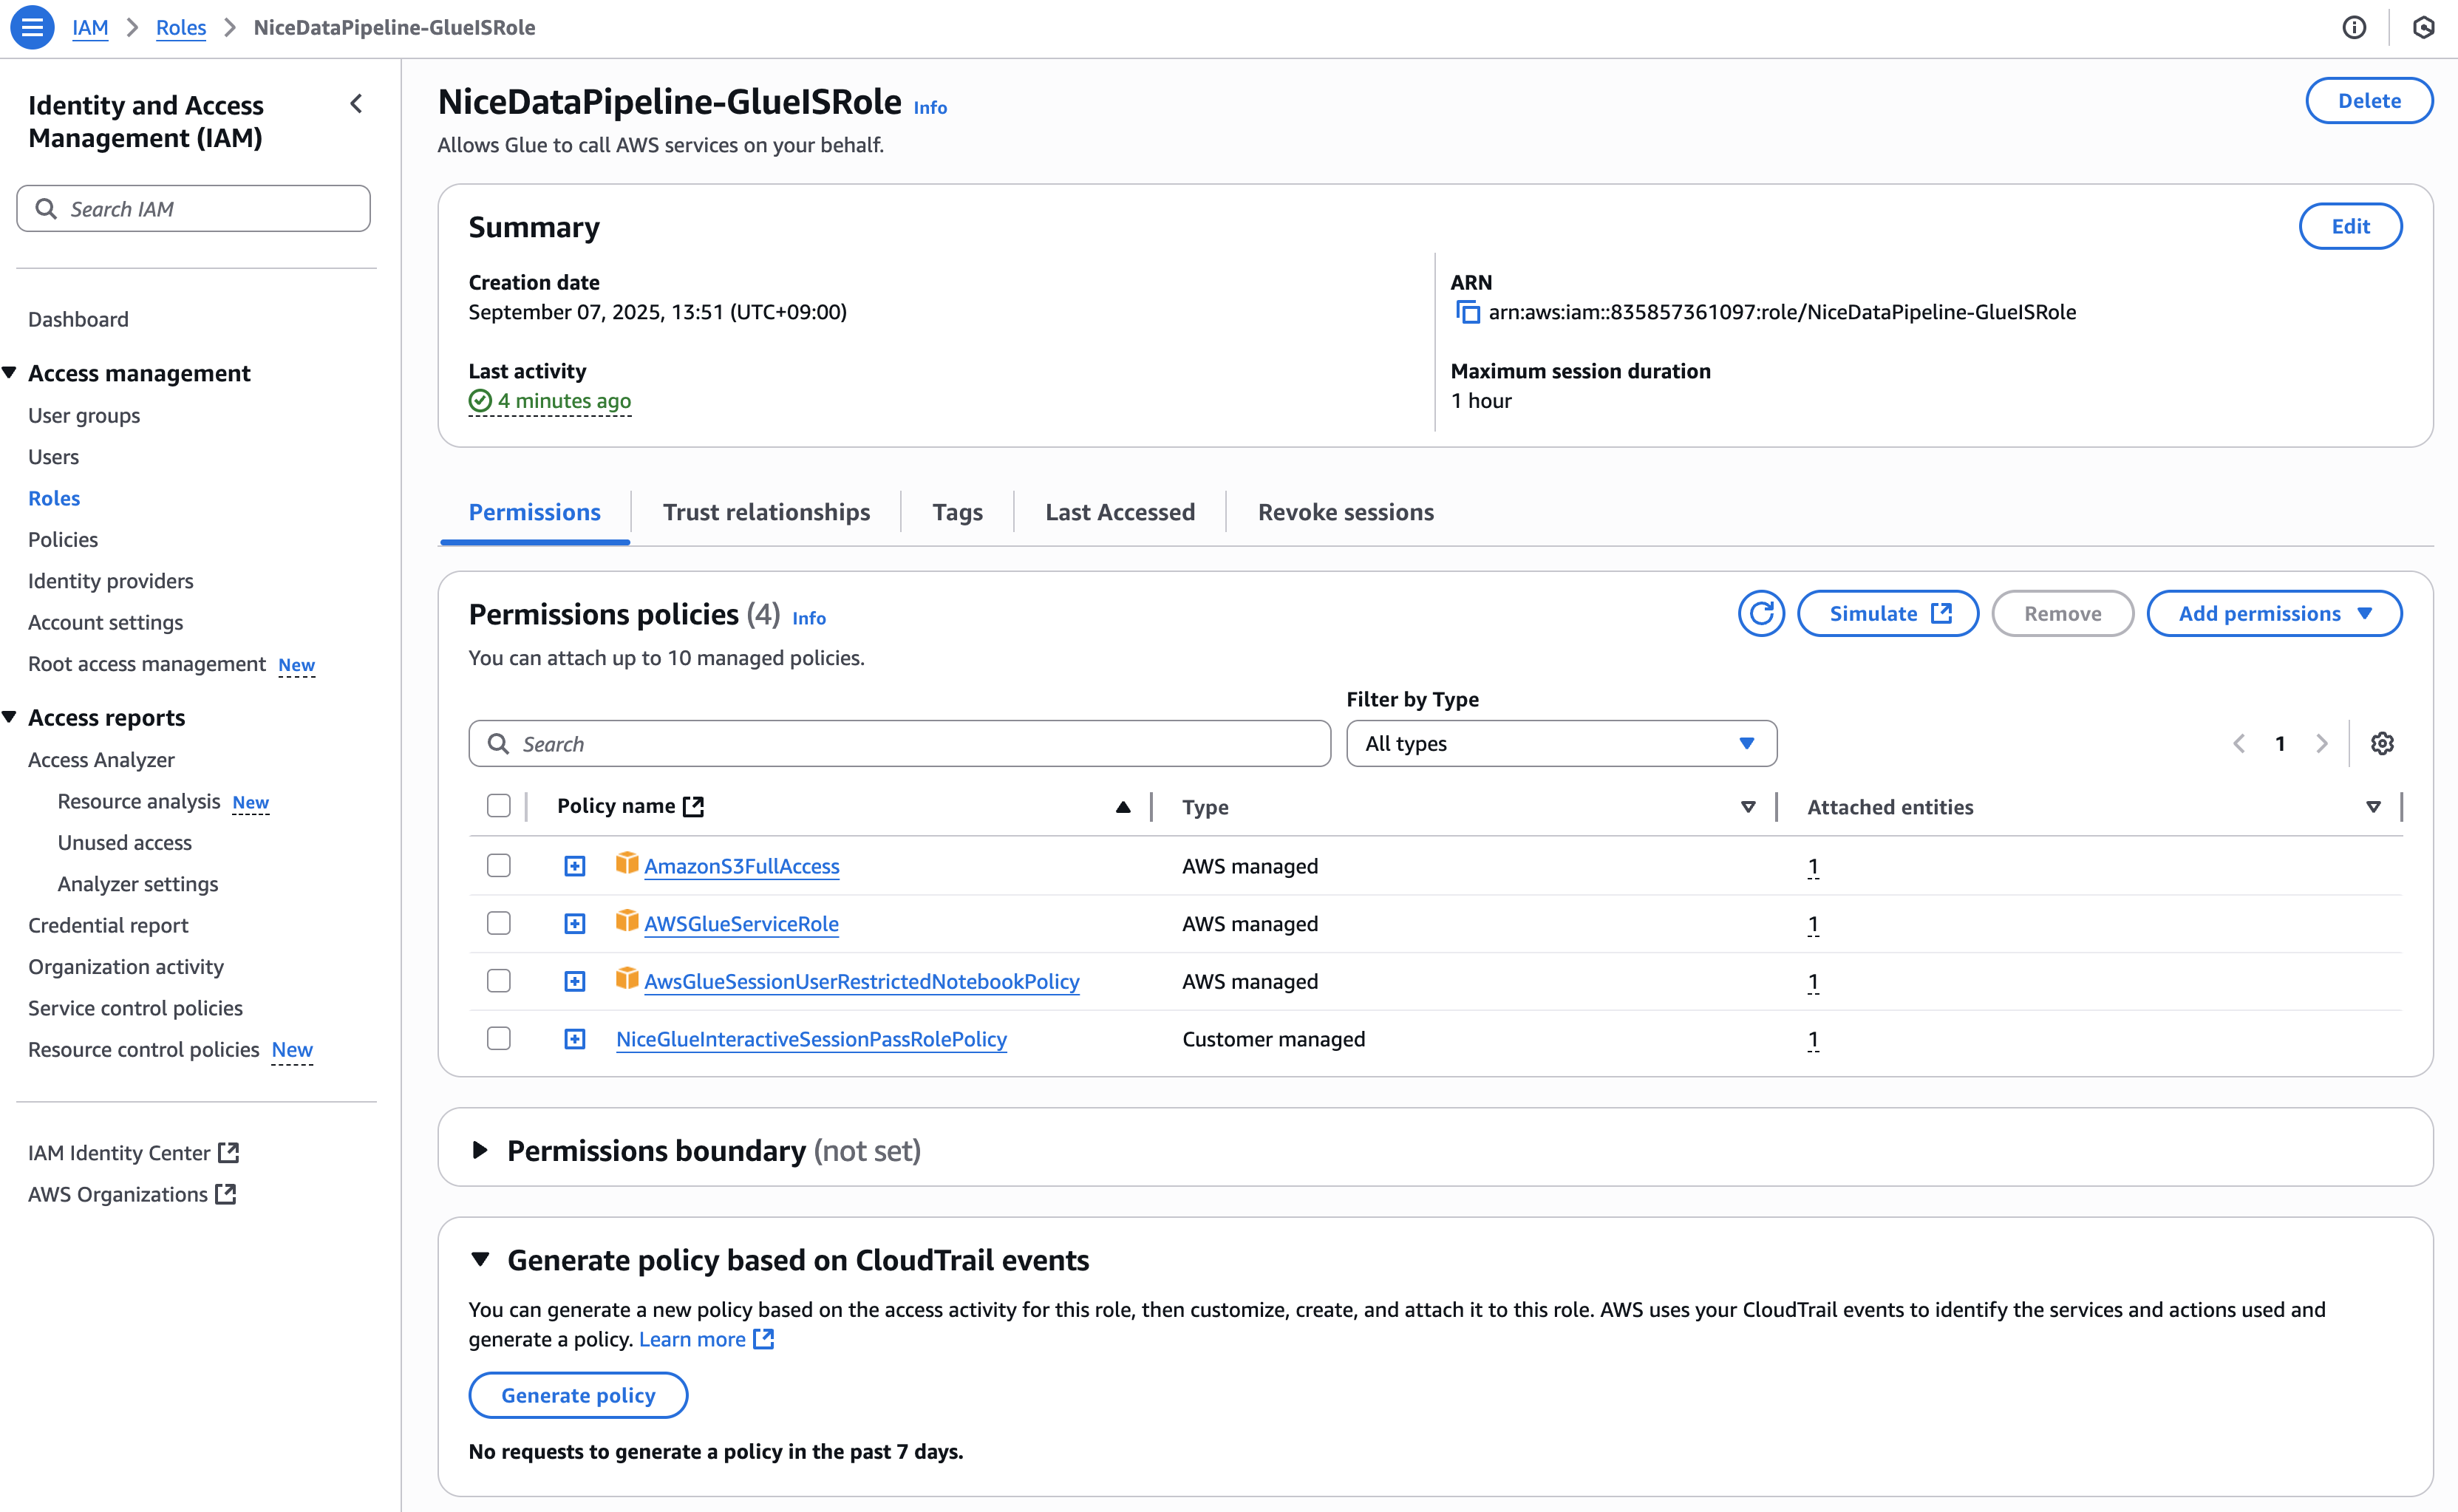 IAM > Roles > NiceDataPipeline-GlueISRole
Identity and Access
Management (IAM)
Search IAM
Dashboard
Access management
User groups
Users
Roles
Policies
Identity providers
Account settings
Root access management New
Access reports
Access Analyzer
Resource analysis New
Unused access
Analyzer settings
Credential report
Organization activity
Service control policies
Resource control policies New
IAM Identity Center
AWS Organizations
NiceDataPipeline-GlueISRole Info
Delete
Allows Glue to call AWS services on your behalf.
Summary
Edit
Creation date
September 07, 2025, 13:51 (UTC+09:00)
ARN
arn:aws:iam::835857361097:role/NiceDataPipeline-GlueISRole
Last activity
4 minutes ago
Maximum session duration
1 hour
Permissions
Trust relationships
Tags
Last Accessed
Revoke sessions
Permissions policies (4) Info
Simulate
Remove
Add permissions
You can attach up to 10 managed policies.
Filter by Type
Search
All types
1
Policy name
Type
Attached entities
AmazonS3FullAccess
AWS managed
1
AWSGlueServiceRole
AWS managed
1
AwsGlueSessionUserRestrictedNotebookPolicy
AWS managed
1
NiceGlueInteractiveSessionPassRolePolicy
Customer managed
1
Permissions boundary (not set)
Generate policy based on CloudTrail events
You can generate a new policy based on the access activity for this role, then customize, create, and attach it to this role. AWS uses your CloudTrail events to identify the services and actions used and
generate a policy. Learn more
Generate policy
No requests to generate a policy in the past 7 days.